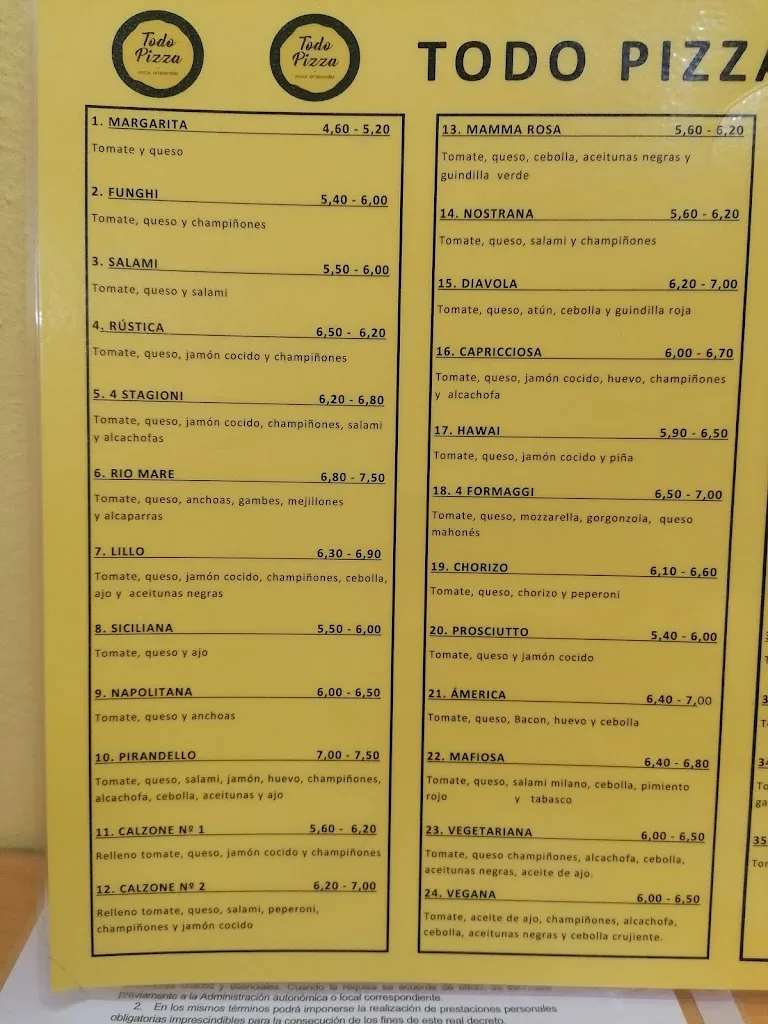 Todo
Pizza
Todo
Pizza
TODO PIZZA
1. MARGARITA 4,60 - 5,20
Tomate y queso
2. FUNGHI 5,40 - 6,00
Tomate, queso y champiñones
3. SALAMI 5,50 - 6,00
Tomate, queso y salami
4. RÚSTICA 6,50 - 6,20
Tomate, queso, jamón cocido y champiñones
5. 4 STAGIONI 6,20 - 6,80
Tomate, queso, jamón cocido, champiñones, salami
y alcachofas
6. RIO MARE 6,80 - 7,50
Tomate, queso, anchoas, gambes, mejillones
y alcaparras
7. LILLO 6,30 - 6,90
Tomate, queso, jamón cocido, champiñones, cebolla,
ajo y aceitunas negras
8. SICILIANA 5,50 - 6,00
Tomate, queso y ajo
9. NAPOLITANA 6,00 - 6,50
Tomate, queso y anchoas
10. PIRANDELLO 7,00 - 7,50
Tomate, queso, salami, jamón, huevo, champiñones,
alcachofa, cebolla, aceitunas y ajo
11. CALZONE Nº 1 5,60 - 6,20
Relleno tomate, queso, jamón cocido y champiñones
12. CALZONE Nº 2 6,20 - 7,00
Relleno tomate, queso, salami, peperoni,
champiñones y jamón cocido
13. MAMMA ROSA 5,60 - 6,20
Tomate, queso, cebolla, aceitunas negras y
guindilla verde
14. NOSTRANA 5,60 - 6,20
Tomate, queso, salami y champiñones
15. DIAVOLA 6,20 - 7,00
Tomate, queso, atún, cebolla y guindilla roja
16. CAPRICCIOSA 6,00 - 6,70
Tomate, queso, jamón cocido, huevo, champiñones
y alcachofa
17. HAWAI 5,90 - 6,50
Tomate, queso, jamón cocido y piña
18. 4 FORMAGGI 6,50 - 7,00
Tomate, queso, mozzarella, gorgonzola, queso
mahonés
19. CHORIZO 6,10 - 6,60
Tomate, queso, chorizo y peperoni
20. PROSCIUTTO 5,40 - 6,00
Tomate, queso y jamón cocido
21. ÁMERICA 6,40 - 7,00
Tomate, queso, Bacon, huevo y cebolla
22. MAFIOSA 6,40 - 6,80
Tomate, queso, salami milano, cebolla, pimiento
rojo y tabasco
23. VEGETARIANA 6,00 - 6,50
Tomate, queso champiñones, alcachofa, cebolla,
aceitunas negras, aceite de ajo.
24. VEGANA 6,00 - 6,50
Tomate, aceite de ajo, champiñones, alcachofa,
cebolla, aceitunas negras y cebolla crujiente.
34
35
previamente a la Administración autonómica o local correspondiente.
2. En los mismos términos podrá imponerse la realización de prestaciones personales
obligatorias imprescindibles para la consecución de los fines de este real decreto.